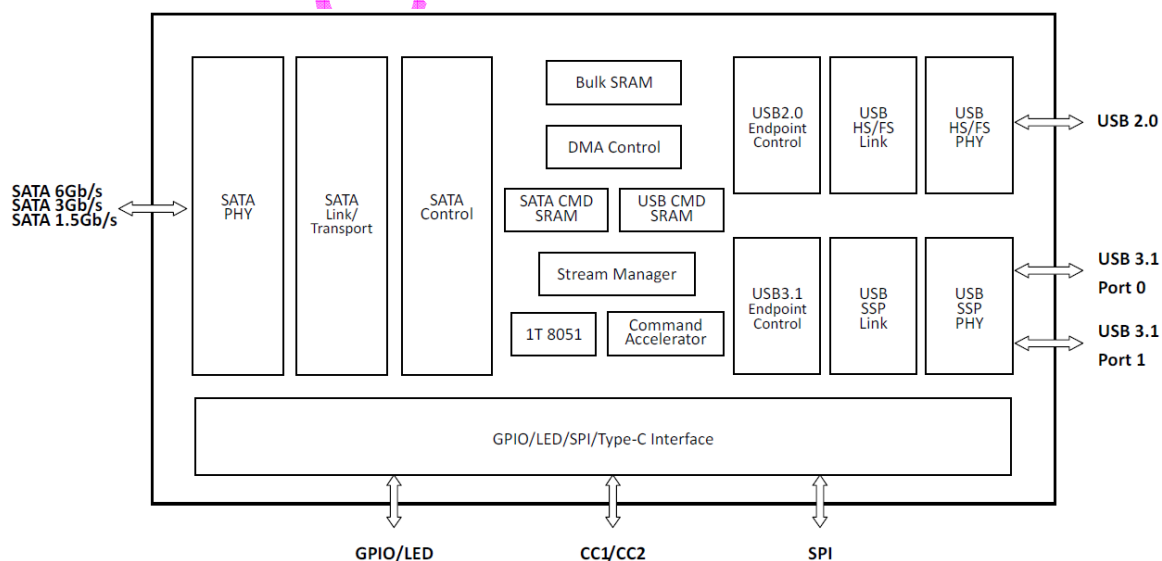 SATA 6Gb/s
SATA 3Gb/s
SATA 1.5Gb/s
SATA
PHY
SATA
Link/
Transport
SATA
Control
Bulk SRAM
DMA Control
SATA CMD
SRAM
USB CMD
SRAM
Stream Manager
1T 8051
Command
Accelerator
USB2.0
Endpoint
Control
USB
HS/FS
Link
USB
HS/FS
PHY
USB 2.0
USB3.1
Endpoint
Control
USB
SSP
Link
USB
SSP
PHY
USB 3.1
Port 0
USB 3.1
Port 1
GPIO/LED/SPI/Type-C Interface
GPIO/LED
CC1/CC2
SPI